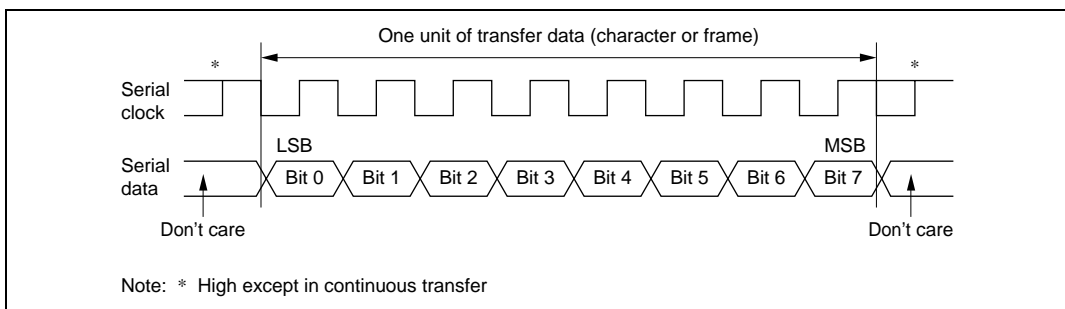 One unit of transfer data (character or frame)
* *
Serial
clock
LSB MSB
Serial
data
Bit 0 Bit 1 Bit 2 Bit 3 Bit 4 Bit 5 Bit 6 Bit 7
Don't care Don't care
Note: * High except in continuous transfer